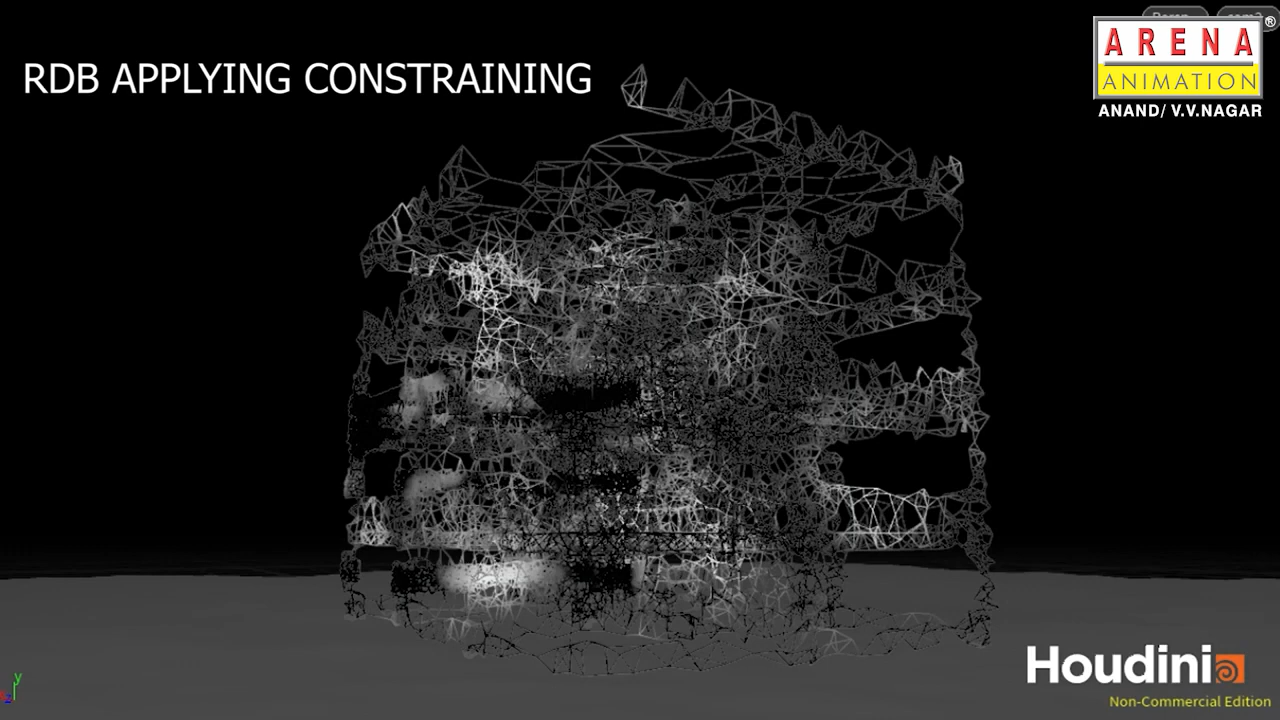 RDB APPLYING CONSTRAINING
ARENA
ANIMATION
®
ANAND/ V.V.NAGAR
Houdini
Non-Commercial Edition
y